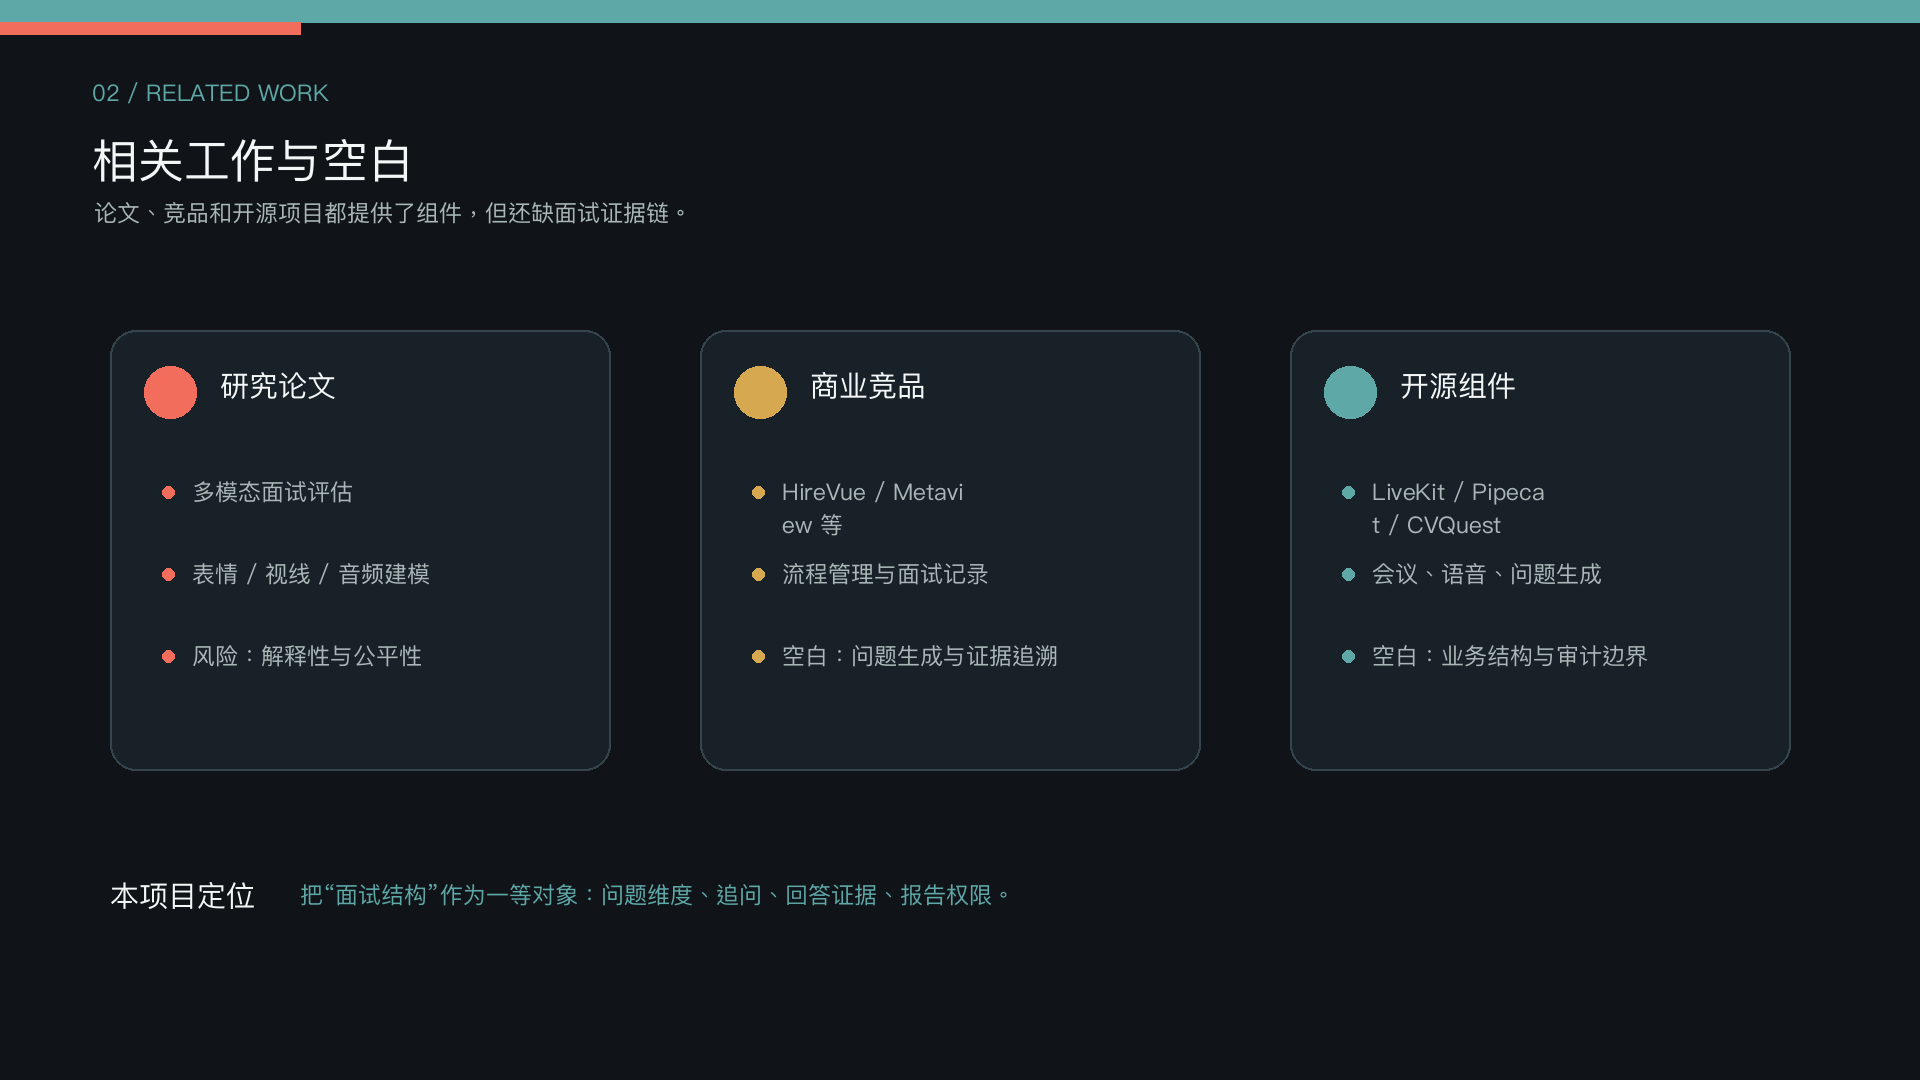 02 / RELATED WORK
相关工作与空白
论文、竞品和开源项目都提供了组件，但还缺面试证据链。
研究论文
多模态面试评估
表情 / 视线 / 音频建模
风险：解释性与公平性
商业竞品
HireVue / Metavi
ew 等
流程管理与面试记录
空白：问题生成与证据追溯
开源组件
LiveKit / Pipeca
t / CVQuest
会议、语音、问题生成
空白：业务结构与审计边界
本项目定位
把“面试结构”作为一等对象：问题维度、追问、回答证据、报告权限。